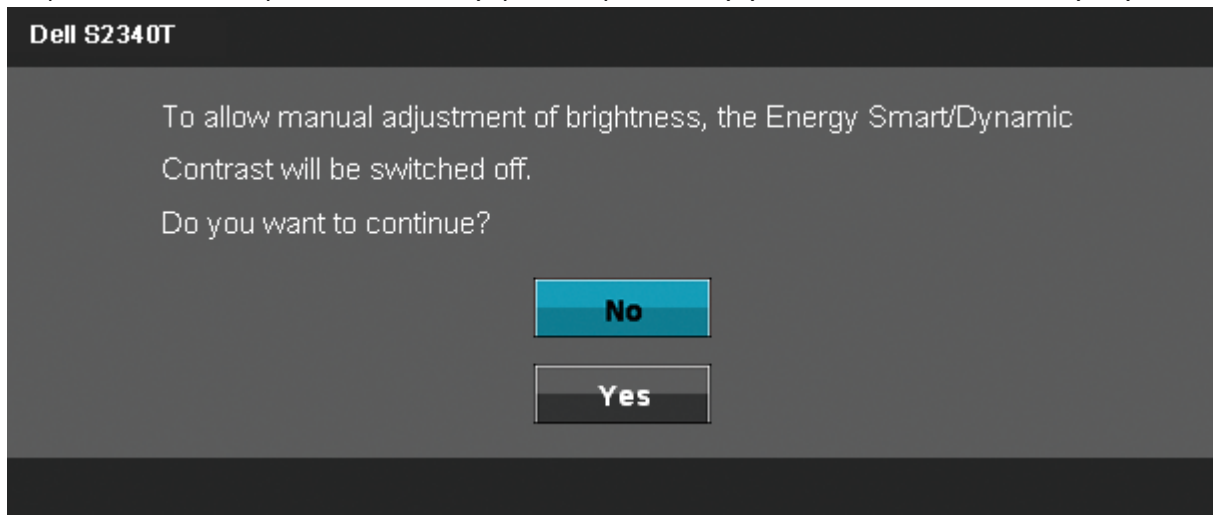 Dell S2340T
To allow manual adjustment of brightness, the Energy Smart/Dynamic
Contrast will be switched off.
Do you want to continue?
No
Yes